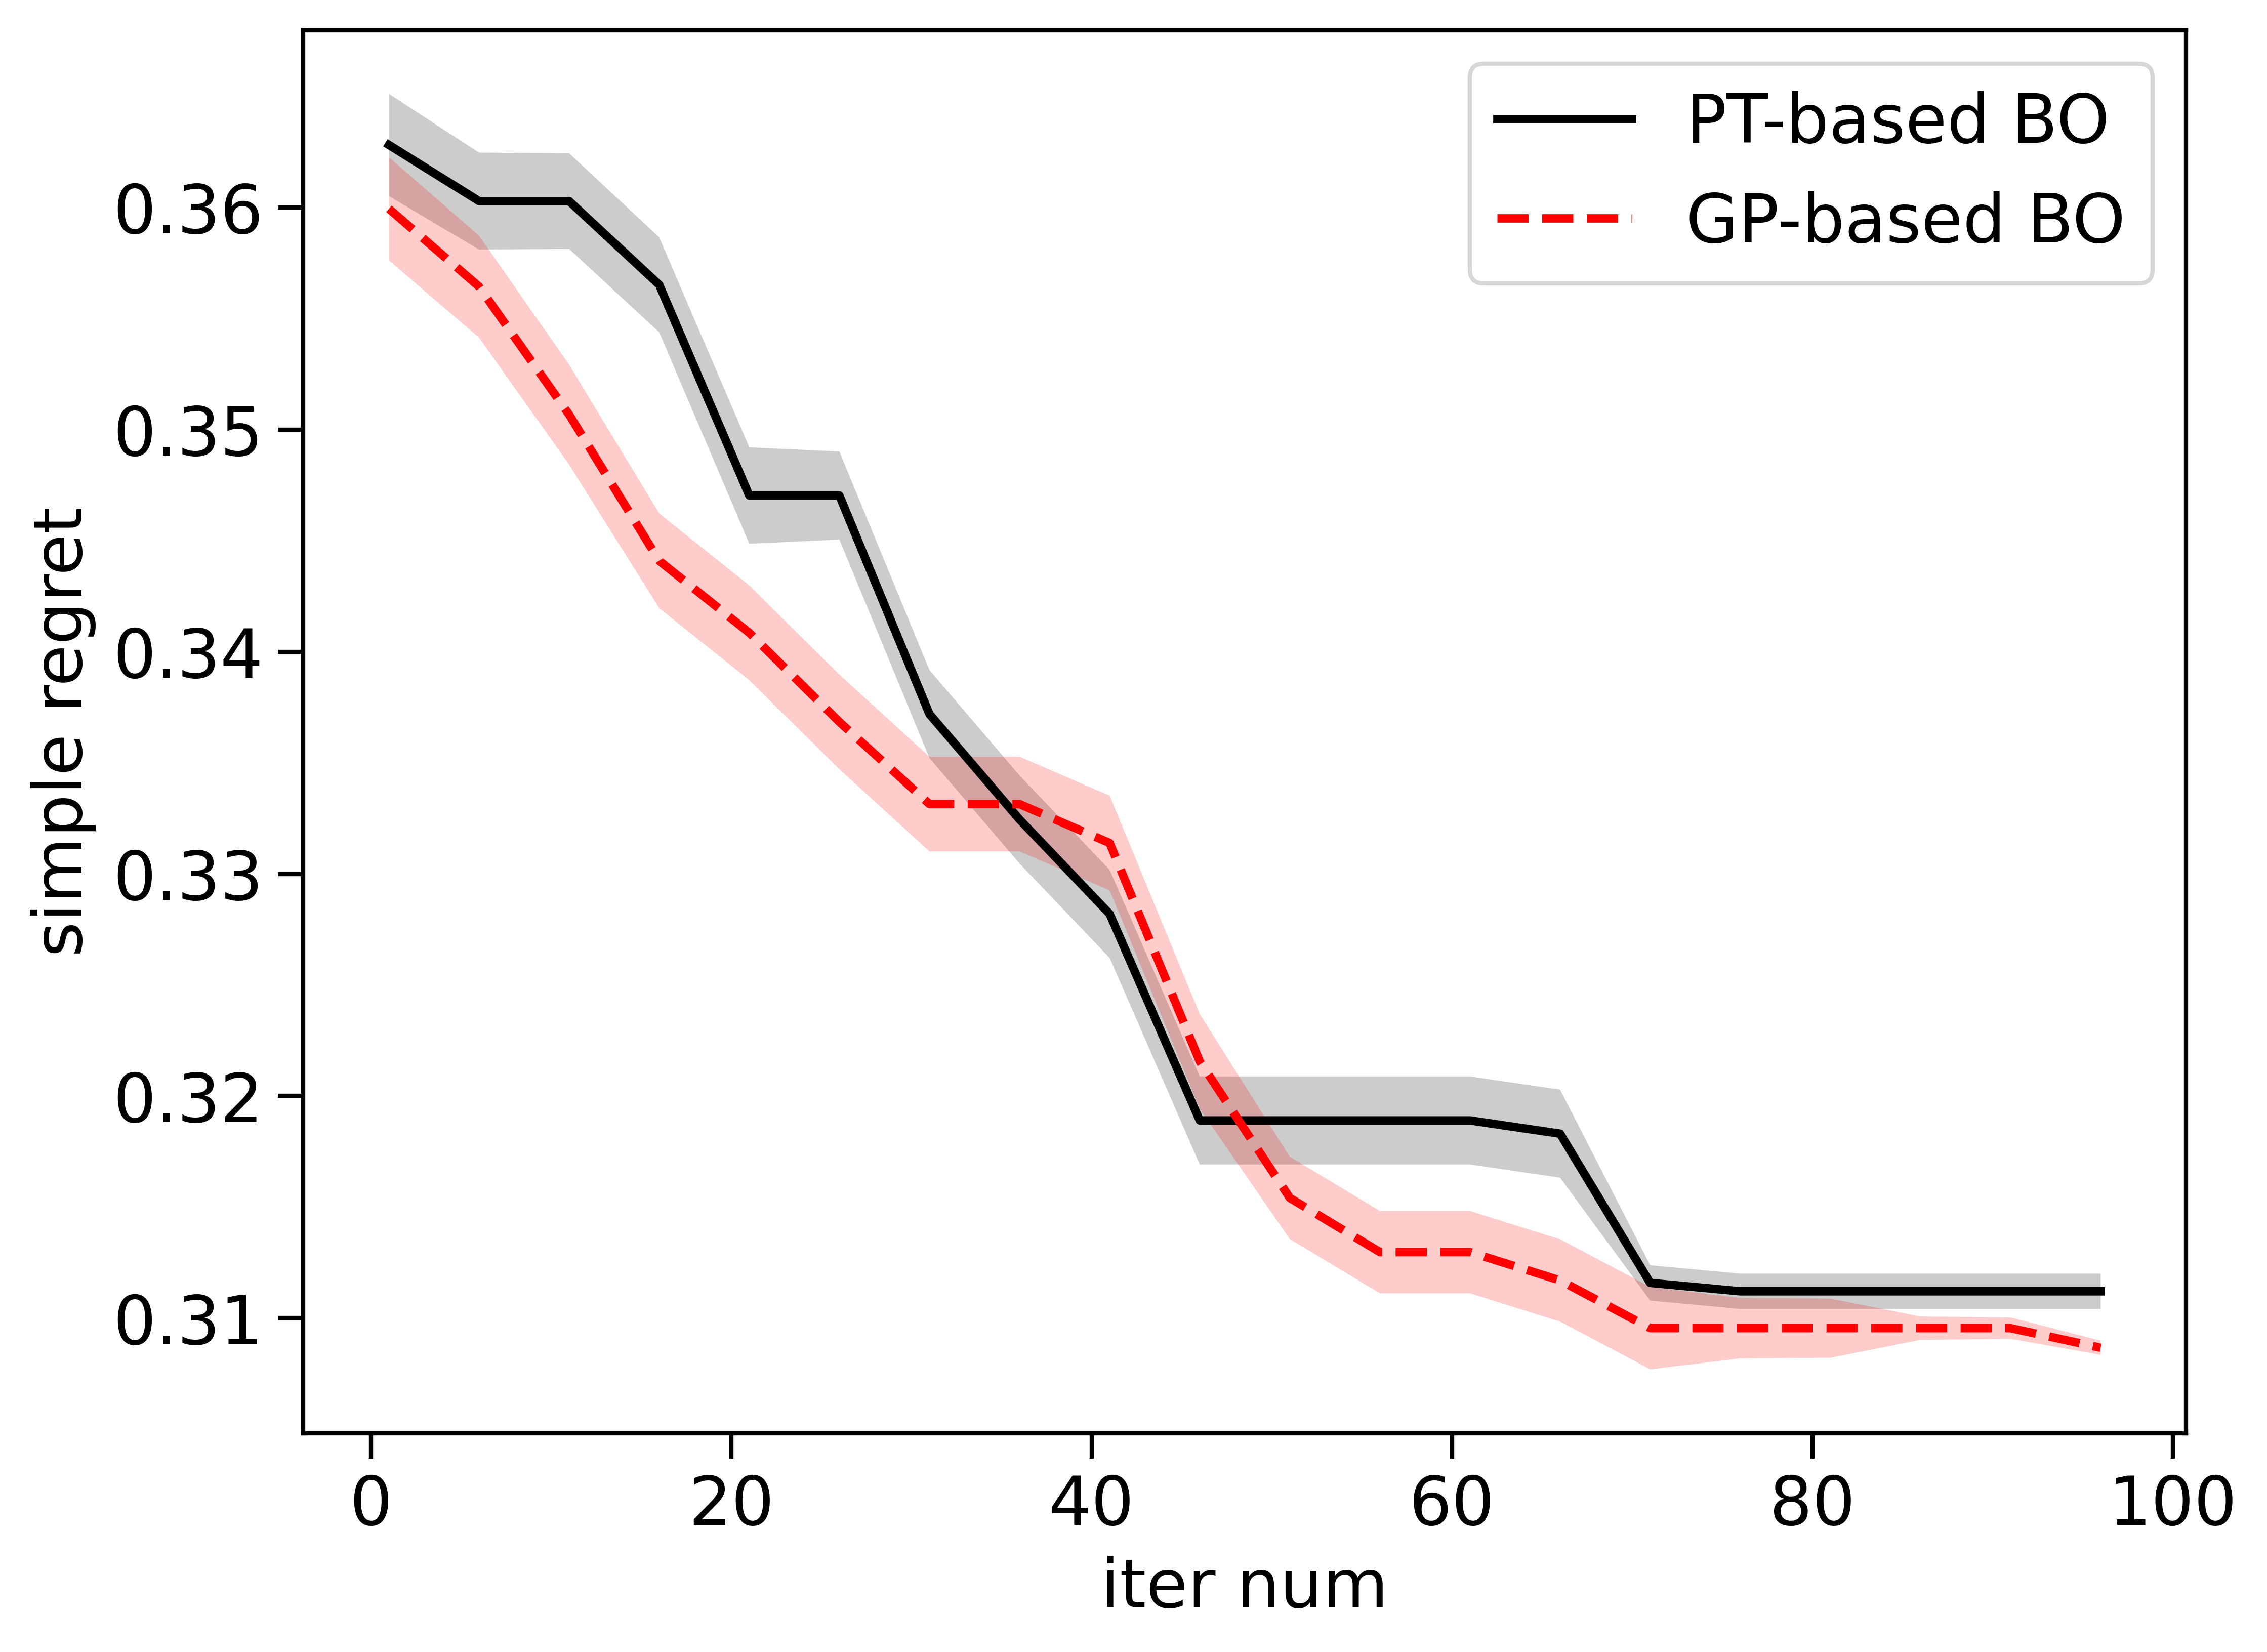 PT-based BO
GP-based BO
simple regret
0.36
0.35
0.34
0.33
0.32
0.31
0 20 40 60 80 100
iter num